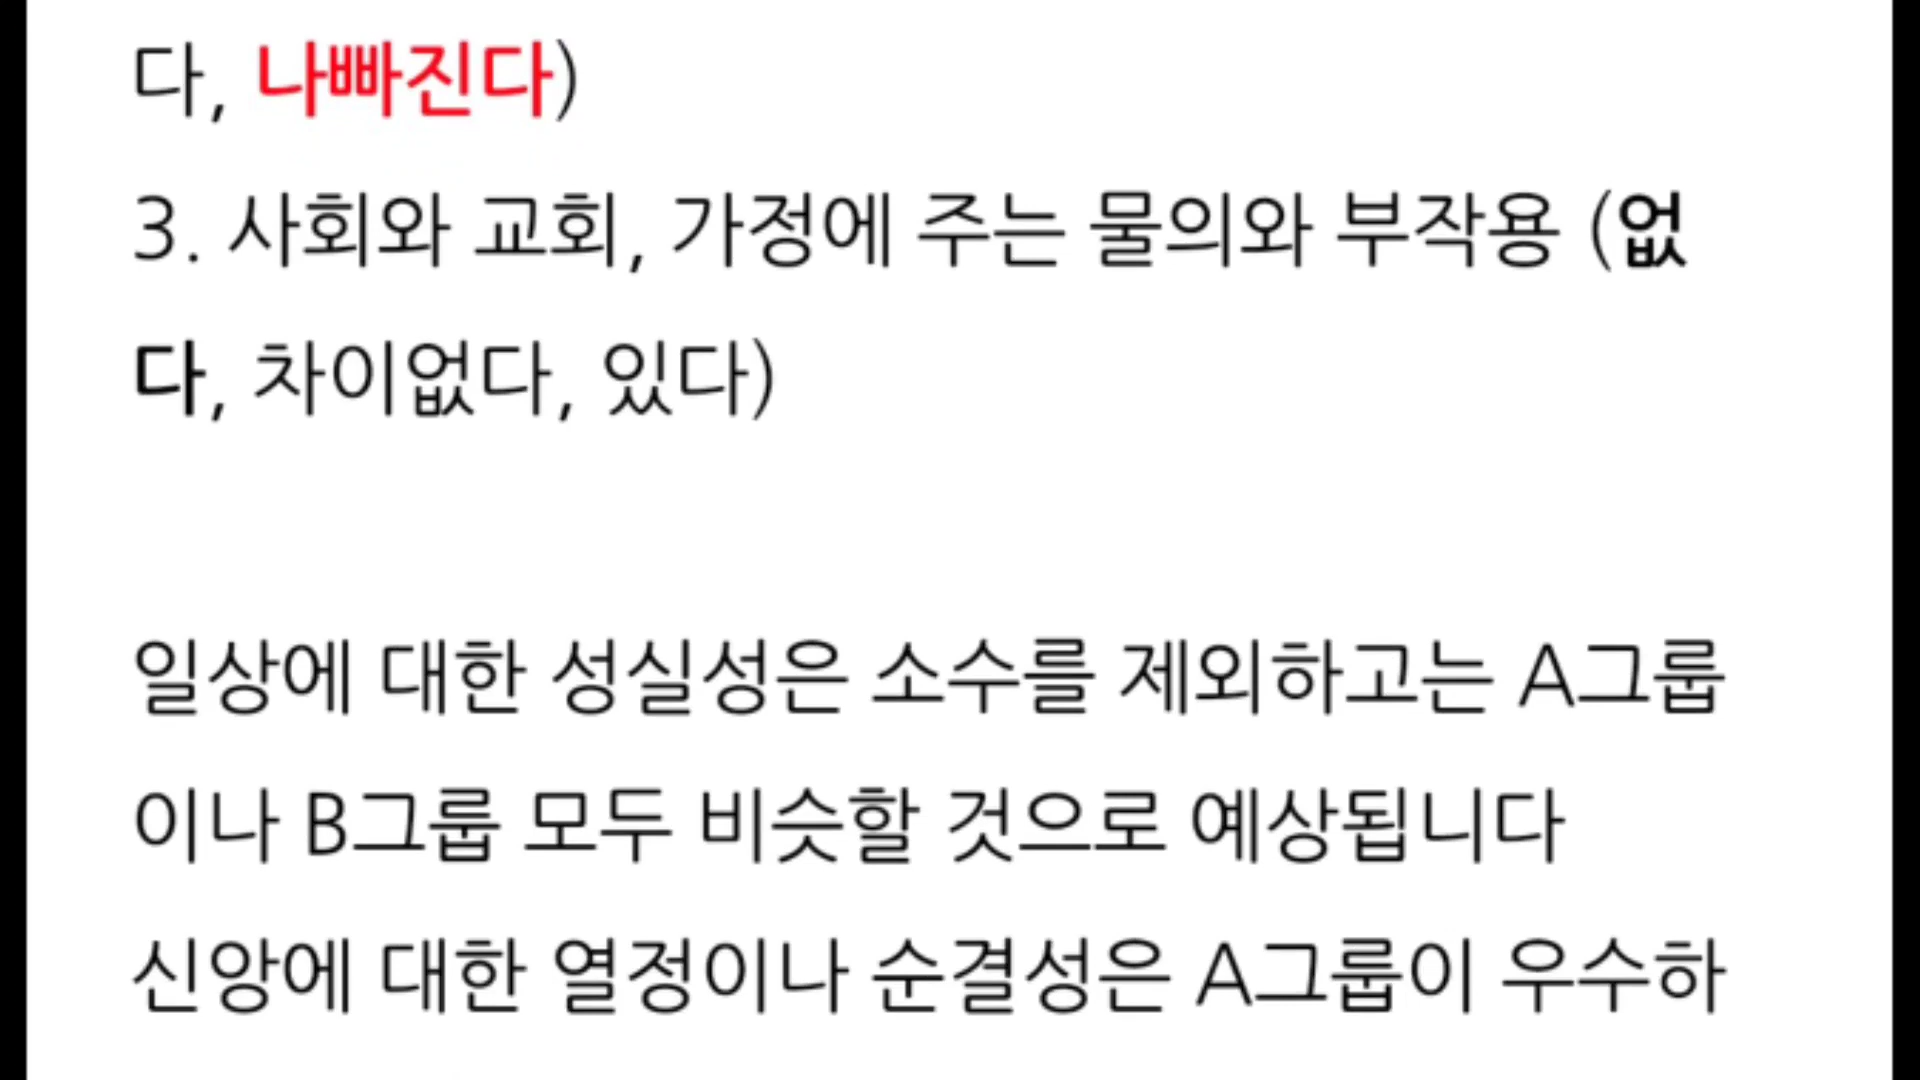 다, 나빠진다)
3. 사회와 교회, 가정에 주는 물의와 부작용 (없
다, 차이없다, 있다)
일상에 대한 성실성은 소수를 제외하고는 A그룹
이나 B그룹 모두 비슷할 것으로 예상됩니다
신앙에 대한 열정이나 순결성은 A그룹이 우수하